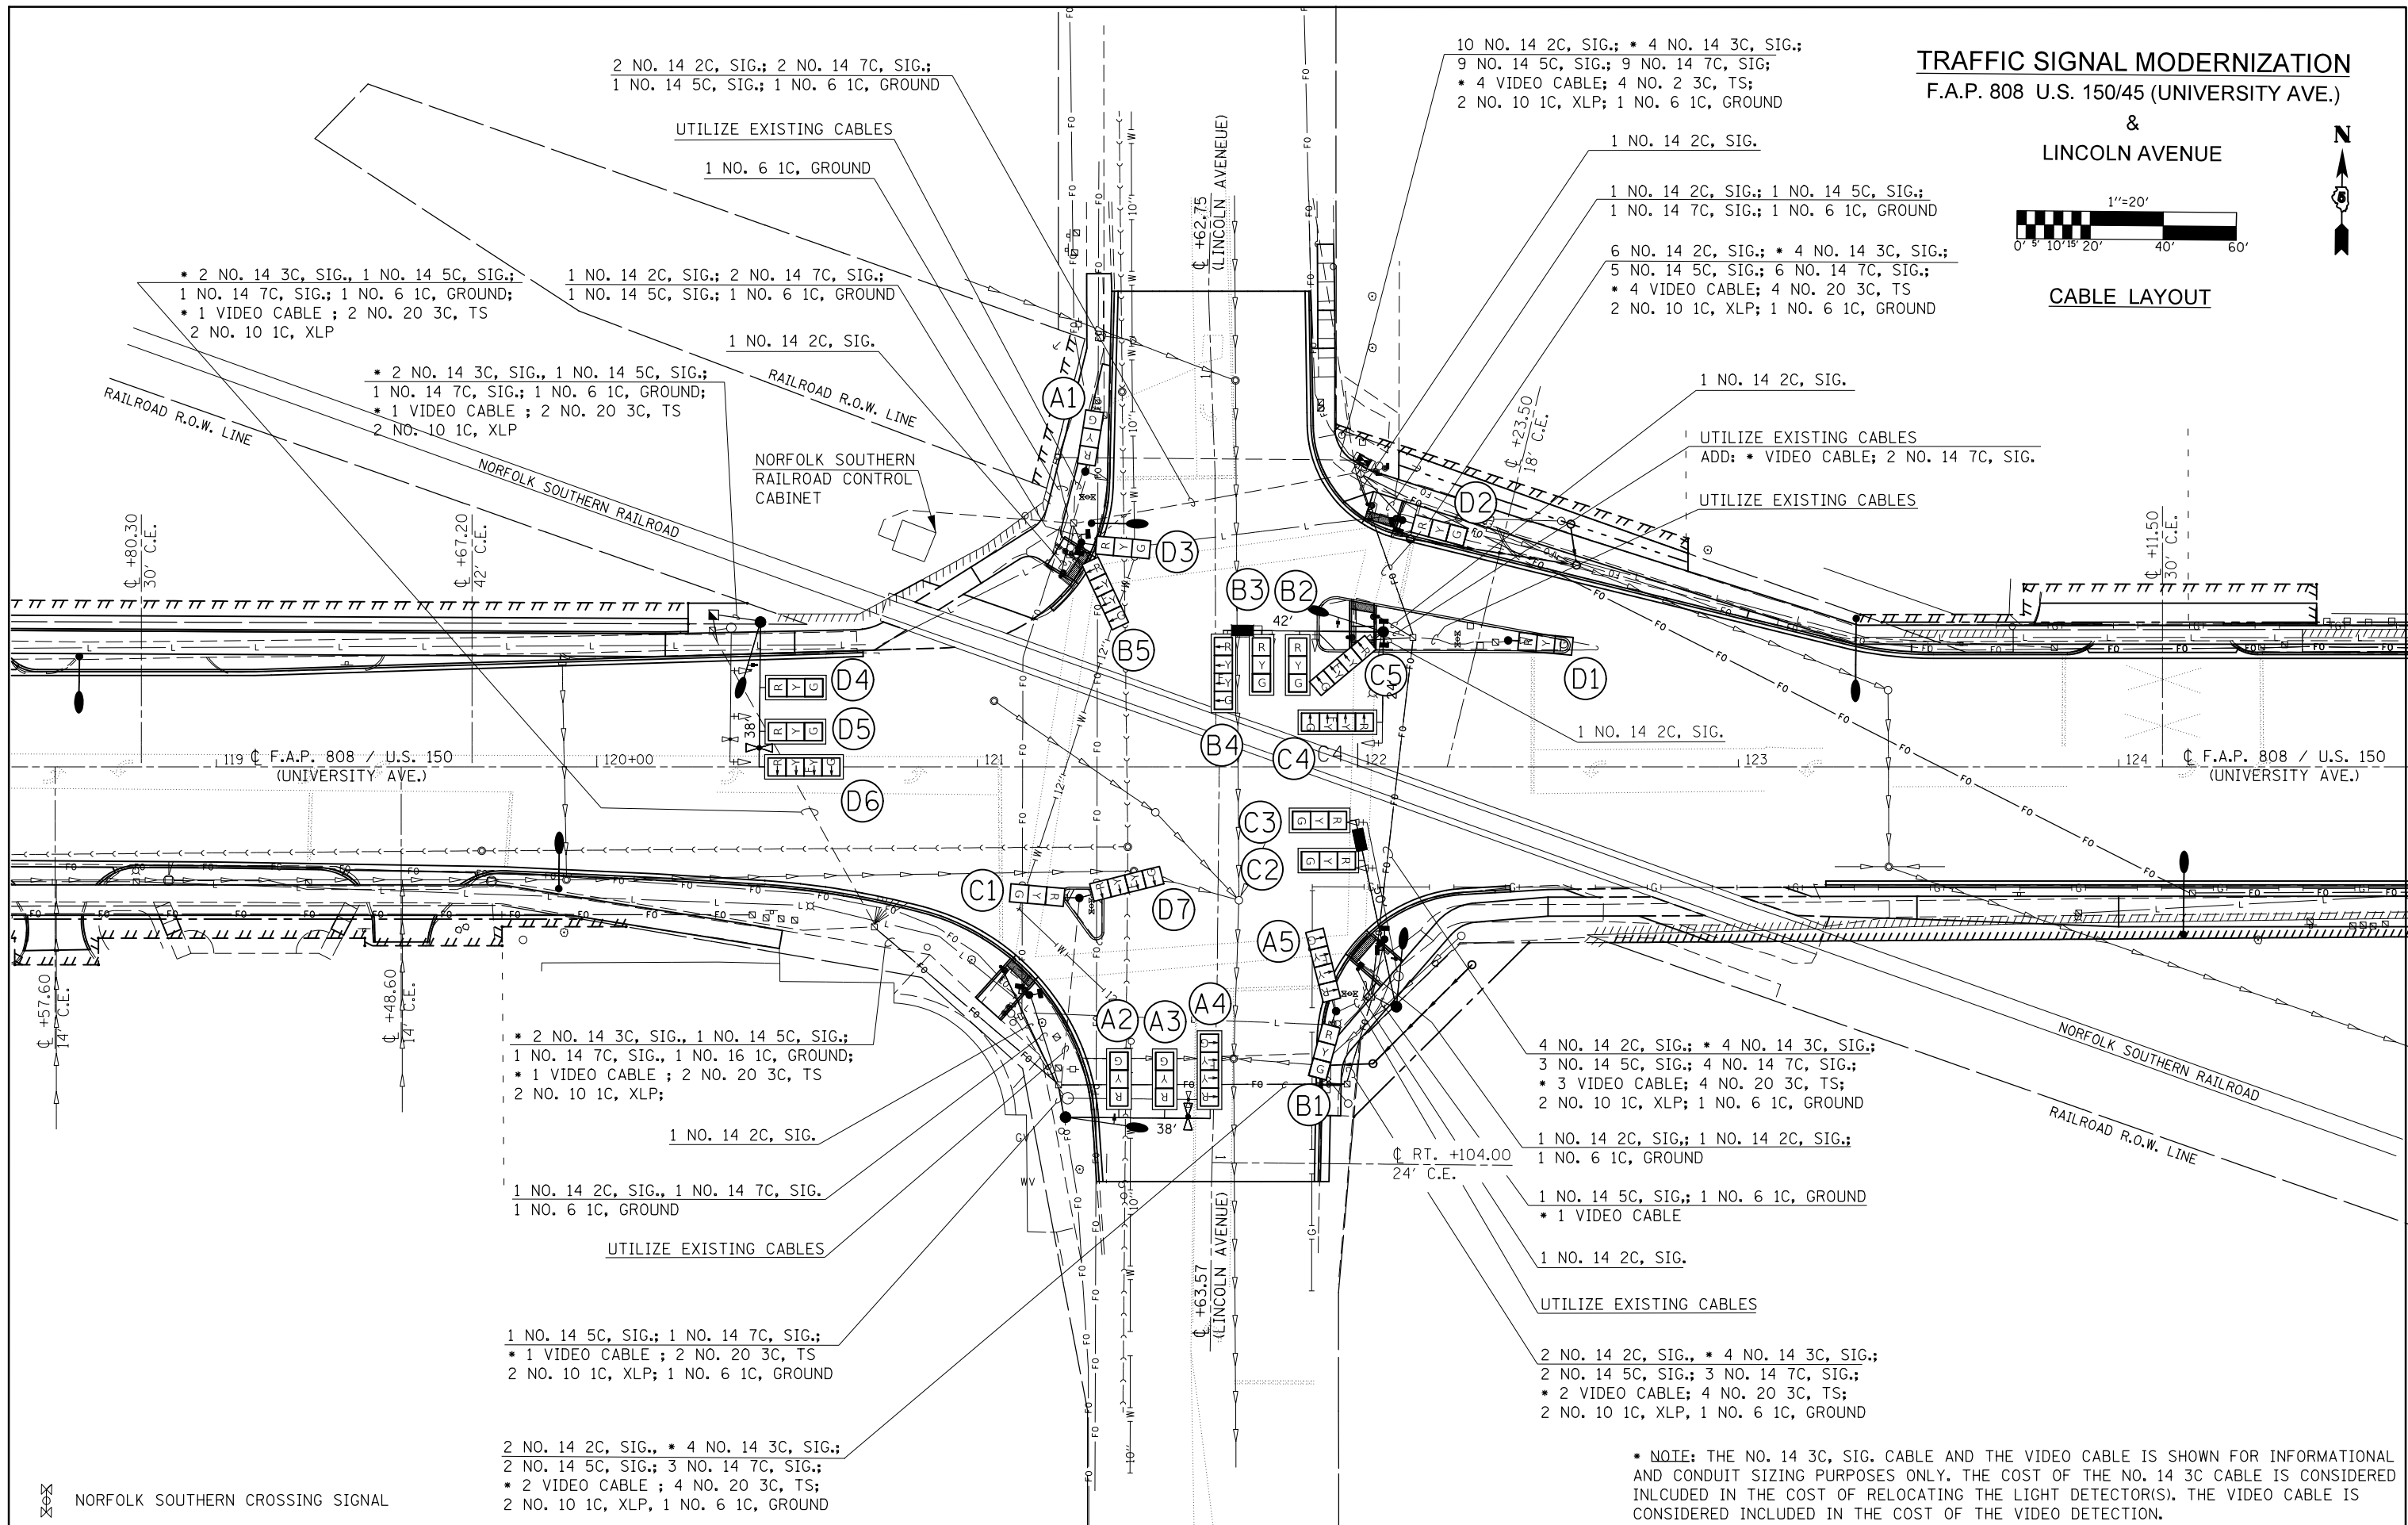 TRAFFIC SIGNAL MODERNIZATION
F.A.P. 808 U.S. 150/45 (UNIVERSITY AVE.)
&
LINCOLN AVENUE
N
5
1''=20'
0' 5' 10' 15' 20' 40' 60'
CABLE LAYOUT
2 NO. 14 2C, SIG.; 2 NO. 14 7C, SIG.;
1 NO. 14 5C, SIG.; 1 NO. 6 1C, GROUND
UTILIZE EXISTING CABLES
1 NO. 6 1C, GROUND
* 2 NO. 14 3C, SIG., 1 NO. 14 5C, SIG.;
1 NO. 14 7C, SIG.; 1 NO. 6 1C, GROUND;
* 1 VIDEO CABLE ; 2 NO. 20 3C, TS
2 NO. 10 1C, XLP
1 NO. 14 2C, SIG.; 2 NO. 14 7C, SIG.;
1 NO. 14 5C, SIG.; 1 NO. 6 1C, GROUND
1 NO. 14 2C, SIG.
* 2 NO. 14 3C, SIG., 1 NO. 14 5C, SIG.;
1 NO. 14 7C, SIG.; 1 NO. 6 1C, GROUND;
* 1 VIDEO CABLE ; 2 NO. 20 3C, TS
2 NO. 10 1C, XLP
RAILROAD R.O.W. LINE
RAILROAD R.O.W. LINE
NORFOLK SOUTHERN RAILROAD
NORFOLK SOUTHERN
RAILROAD CONTROL
CABINET
10 NO. 14 2C, SIG.; * 4 NO. 14 3C, SIG.;
9 NO. 14 5C, SIG.; 9 NO. 14 7C, SIG;
* 4 VIDEO CABLE; 4 NO. 2 3C, TS;
2 NO. 10 1C, XLP; 1 NO. 6 1C, GROUND
1 NO. 14 2C, SIG.
1 NO. 14 2C, SIG.; 1 NO. 14 5C, SIG.;
1 NO. 14 7C, SIG.; 1 NO. 6 1C, GROUND
6 NO. 14 2C, SIG.; * 4 NO. 14 3C, SIG.;
5 NO. 14 5C, SIG.; 6 NO. 14 7C, SIG.;
* 4 VIDEO CABLE; 4 NO. 20 3C, TS
2 NO. 10 1C, XLP; 1 NO. 6 1C, GROUND
1 NO. 14 2C, SIG.
UTILIZE EXISTING CABLES
ADD: * VIDEO CABLE; 2 NO. 14 7C, SIG.
UTILIZE EXISTING CABLES
1 NO. 14 2C, SIG.
℄ +62.75
(LINCOLN AVENEUE)
℄ +80.30
30' C.E.
℄ +67.20
42' C.E.
℄ +23.50
18' C.E.
℄ +11.50
30' C.E.
A1
D3
D2
B3
B2
42'
B5
D1
C5
24'
D4
D5
38'
D6
B4
C4
C4
C3
C2
C1
D7
50'
A5
A2
A3
A4
B1
38'
119
℄ F.A.P. 808 / U.S. 150
(UNIVERSITY AVE.)
120+00
121
122
123
124
℄ F.A.P. 808 / U.S. 150
(UNIVERSITY AVE.)
℄ +57.60
14' C.E.
℄ +48.60
14' C.E.
* 2 NO. 14 3C, SIG., 1 NO. 14 5C, SIG.;
1 NO. 14 7C, SIG., 1 NO. 16 1C, GROUND;
* 1 VIDEO CABLE ; 2 NO. 20 3C, TS
2 NO. 10 1C, XLP;
1 NO. 14 2C, SIG.
1 NO. 14 2C, SIG., 1 NO. 14 7C, SIG.
1 NO. 6 1C, GROUND
UTILIZE EXISTING CABLES
1 NO. 14 5C, SIG.; 1 NO. 14 7C, SIG.;
* 1 VIDEO CABLE ; 2 NO. 20 3C, TS
2 NO. 10 1C, XLP; 1 NO. 6 1C, GROUND
2 NO. 14 2C, SIG., * 4 NO. 14 3C, SIG.;
2 NO. 14 5C, SIG.; 3 NO. 14 7C, SIG.;
* 2 VIDEO CABLE ; 4 NO. 20 3C, TS;
2 NO. 10 1C, XLP, 1 NO. 6 1C, GROUND
4 NO. 14 2C, SIG.; * 4 NO. 14 3C, SIG.;
3 NO. 14 5C, SIG.; 4 NO. 14 7C, SIG.;
* 3 VIDEO CABLE; 4 NO. 20 3C, TS;
2 NO. 10 1C, XLP; 1 NO. 6 1C, GROUND
1 NO. 14 2C, SIG,; 1 NO. 14 2C, SIG.;
1 NO. 6 1C, GROUND
1 NO. 14 5C, SIG,; 1 NO. 6 1C, GROUND
* 1 VIDEO CABLE
1 NO. 14 2C, SIG.
UTILIZE EXISTING CABLES
2 NO. 14 2C, SIG., * 4 NO. 14 3C, SIG.;
2 NO. 14 5C, SIG.; 3 NO. 14 7C, SIG.;
* 2 VIDEO CABLE; 4 NO. 20 3C, TS;
2 NO. 10 1C, XLP, 1 NO. 6 1C, GROUND
℄ RT. +104.00
24' C.E.
℄ +63.57
(LINCOLN AVENUE)
NORFOLK SOUTHERN RAILROAD
RAILROAD R.O.W. LINE
NORFOLK SOUTHERN CROSSING SIGNAL
* NOTE: THE NO. 14 3C, SIG. CABLE AND THE VIDEO CABLE IS SHOWN FOR INFORMATIONAL
AND CONDUIT SIZING PURPOSES ONLY. THE COST OF THE NO. 14 3C CABLE IS CONSIDERED
INLCUDED IN THE COST OF RELOCATING THE LIGHT DETECTOR(S). THE VIDEO CABLE IS
CONSIDERED INCLUDED IN THE COST OF THE VIDEO DETECTION.